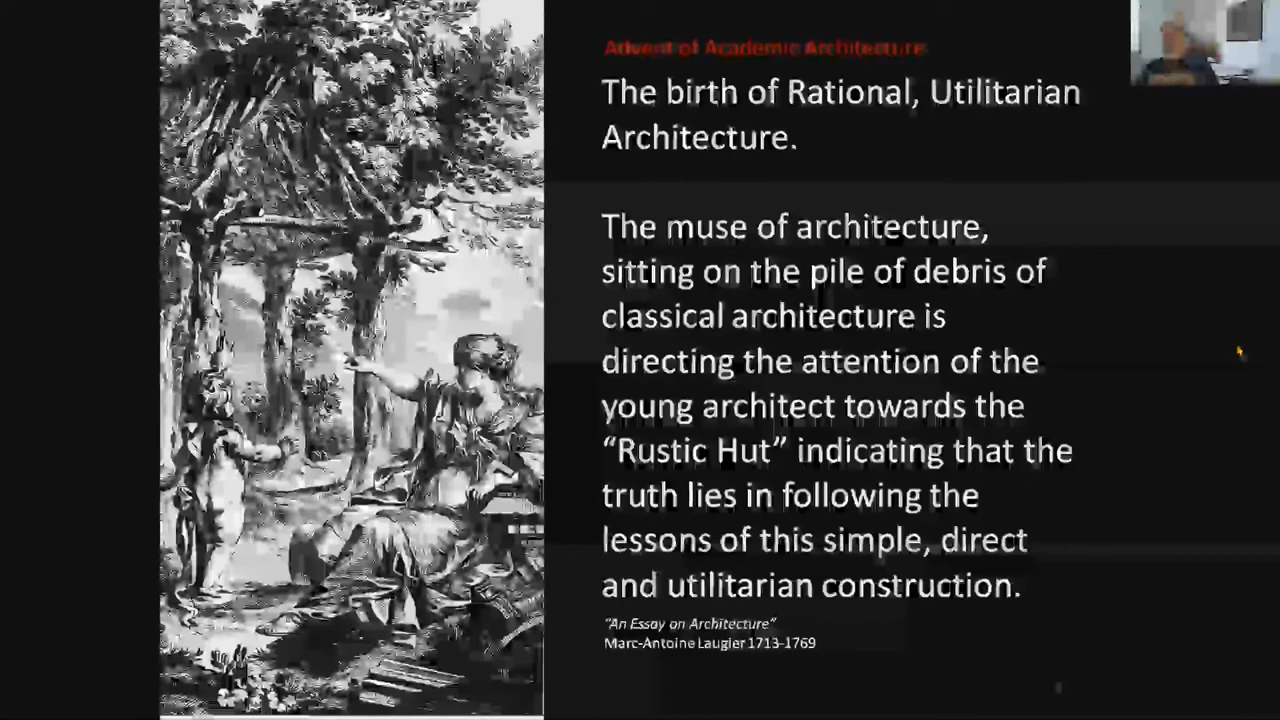 Advent of Academic Architecture
The birth of Rational, Utilitarian
Architecture.
The muse of architecture,
sitting on the pile of debris of
classical architecture is
directing the attention of the
young architect towards the
“Rustic Hut” indicating that the
truth lies in following the
lessons of this simple, direct
and utilitarian construction.
“An Essay on Architecture”
Marc-Antoine Laugier 1713-1769